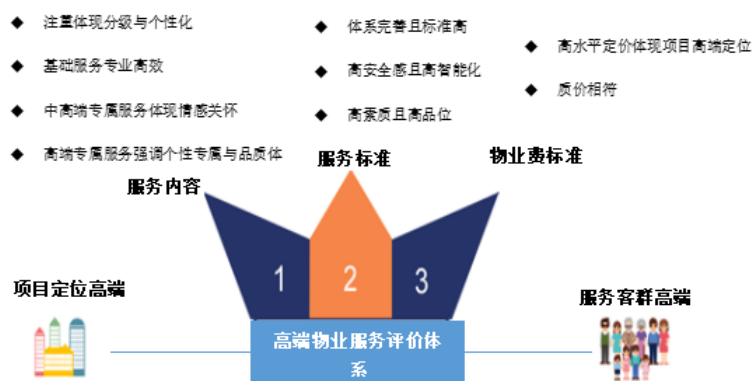 注重体现分级与个性化
基础服务专业高效
中高端专属服务体现情感关怀
高端专属服务强调个性专属与品质体
体系完善且标准高
高安全感且高智能化
高素质且高品位
高水平定价体现项目高端定位
质价相符
服务内容
服务标准
物业费标准
1
2
3
项目定位高端
服务客群高端
高端物业服务评价体
系